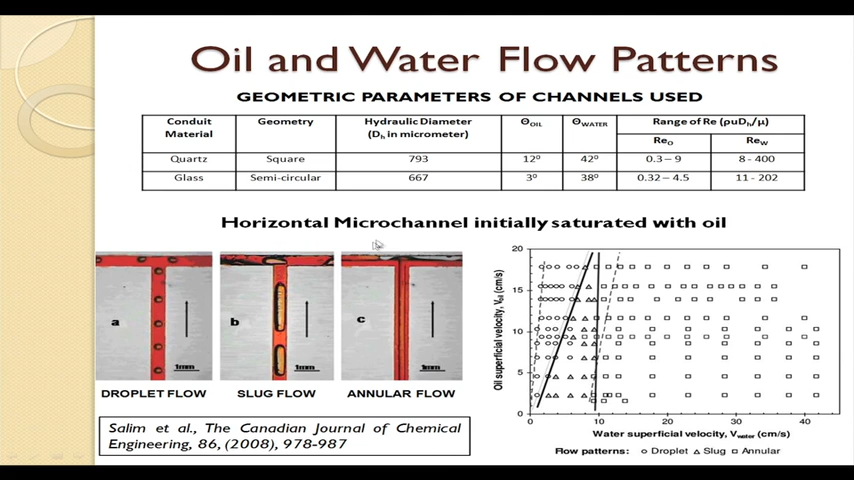 Oil and Water Flow Patterns
GEOMETRIC PARAMETERS OF CHANNELS USED
Conduit Material Geometry Hydraulic Diameter (Dh in micrometer) ΘOIL ΘWATER Range of Re (ρuDh/μ)
ReO ReW
Quartz Square 793 12º 42º 0.3 – 9 8 - 400
Glass Semi-circular 667 3º 38º 0.32 – 4.5 11 - 202
Horizontal Microchannel initially saturated with oil
a 1mm
b 1mm
c 1mm
DROPLET FLOW SLUG FLOW ANNULAR FLOW
Salim et al., The Canadian Journal of Chemical
Engineering, 86, (2008), 978-987
Oil superficial velocity, Voil (cm/s)
20
15
10
5
0
0 10 20 30 40
Water superficial velocity, Vwater (cm/s)
Flow patterns: ○ Droplet △ Slug □ Annular